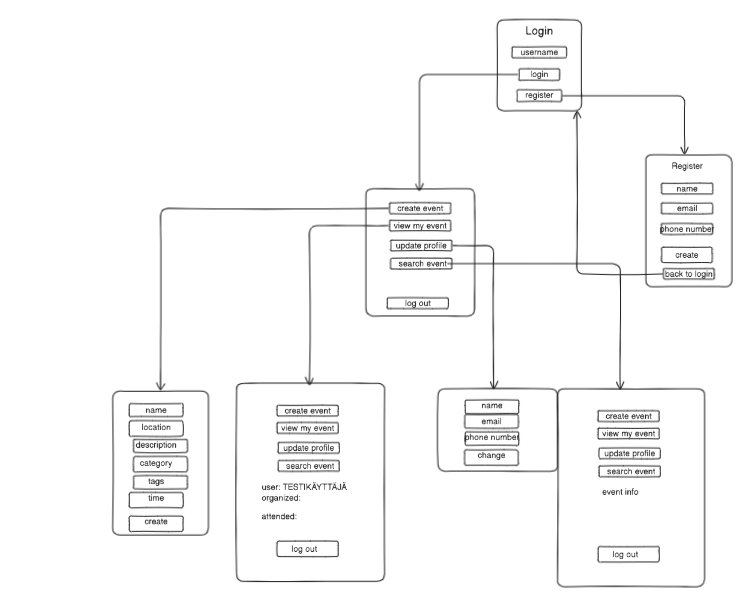 Login
username
login
register
Register
name
email
phone number
create
back to login
create event
view my event
update profile
search event
log out
name
location
description
category
tags
time
create
create event
view my event
update profile
search event
user: TESTIKÄYTTÄJÄ
organized:
attended:
log out
name
email
phone number
change
create event
view my event
update profile
search event
event info
log out